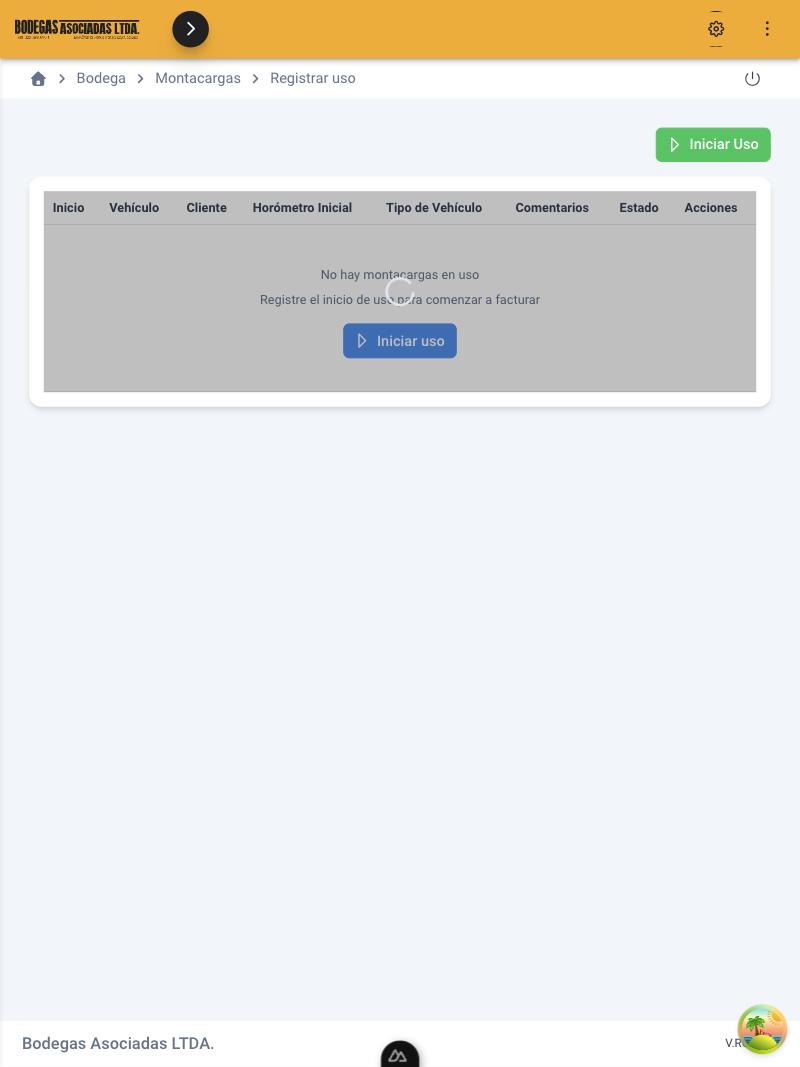 BODEGAS ASOCIADAS LTDA.
Bodega
Montacargas
Registrar uso
Iniciar Uso
Inicio Vehículo Cliente Horómetro Inicial Tipo de Vehículo Comentarios Estado Acciones
No hay montacargas en uso
Registre el inicio de uso para comenzar a facturar
Iniciar uso
Bodegas Asociadas LTDA.